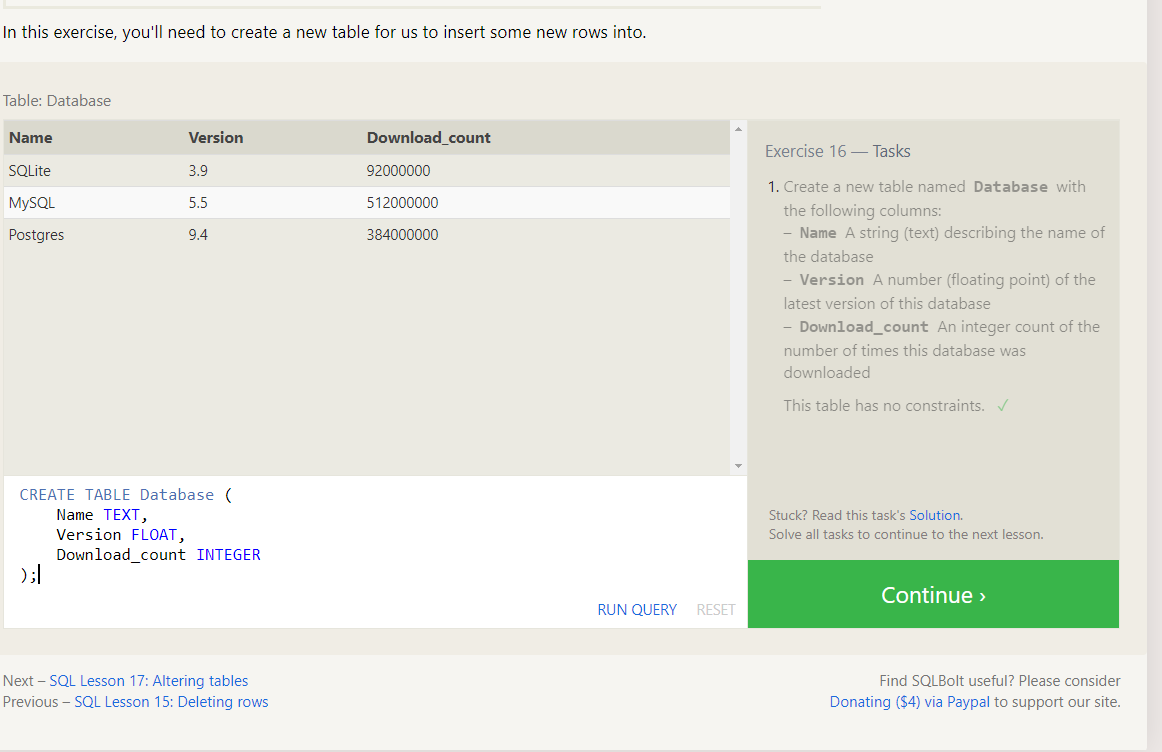 In this exercise, you'll need to create a new table for us to insert some new rows into.
Table: Database
Name Version Download_count
SQLite 3.9 92000000
MySQL 5.5 512000000
Postgres 9.4 384000000
CREATE TABLE Database (
    Name TEXT,
    Version FLOAT,
    Download_count INTEGER
);
RUN QUERY RESET
Exercise 16 — Tasks
1. Create a new table named Database with
the following columns:
– Name A string (text) describing the name of
the database
– Version A number (floating point) of the
latest version of this database
– Download_count An integer count of the
number of times this database was
downloaded
This table has no constraints. ✓
Stuck? Read this task's Solution.
Solve all tasks to continue to the next lesson.
Continue ›
Next – SQL Lesson 17: Altering tables
Previous – SQL Lesson 15: Deleting rows
Find SQLBolt useful? Please consider
Donating ($4) via Paypal to support our site.